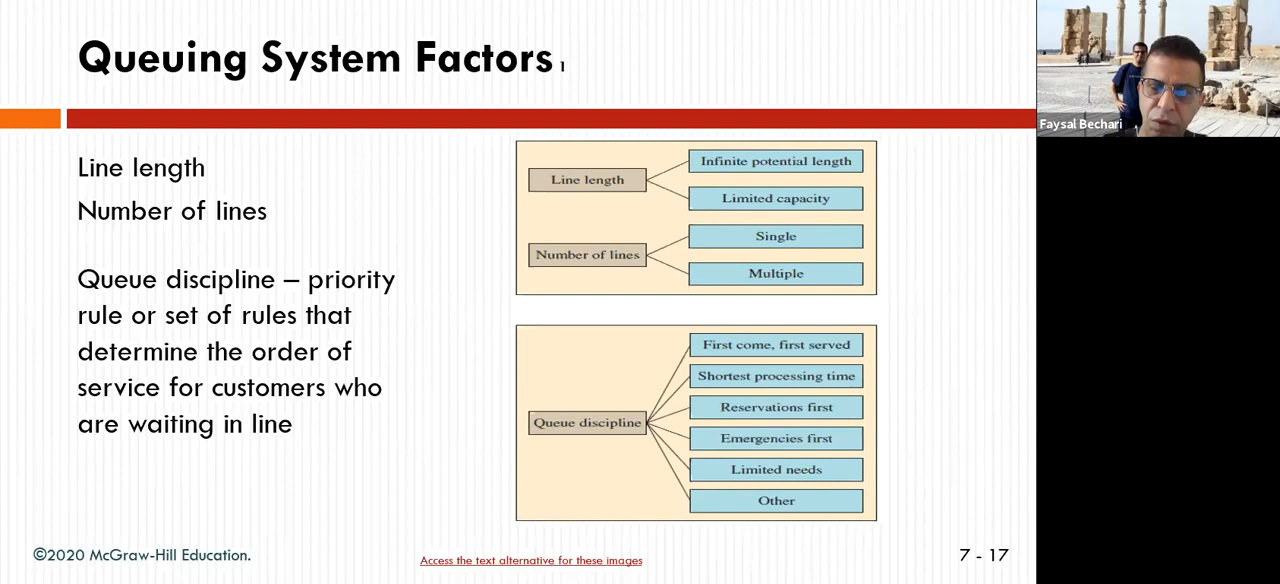 Queuing System Factors 1
Line length
Number of lines
Queue discipline – priority
rule or set of rules that
determine the order of
service for customers who
are waiting in line
Line length
Infinite potential length
Limited capacity
Number of lines
Single
Multiple
Queue discipline
First come, first served
Shortest processing time
Reservations first
Emergencies first
Limited needs
Other
©2020 McGraw-Hill Education.
Access the text alternative for these images
7 - 17
Faysal Bechari